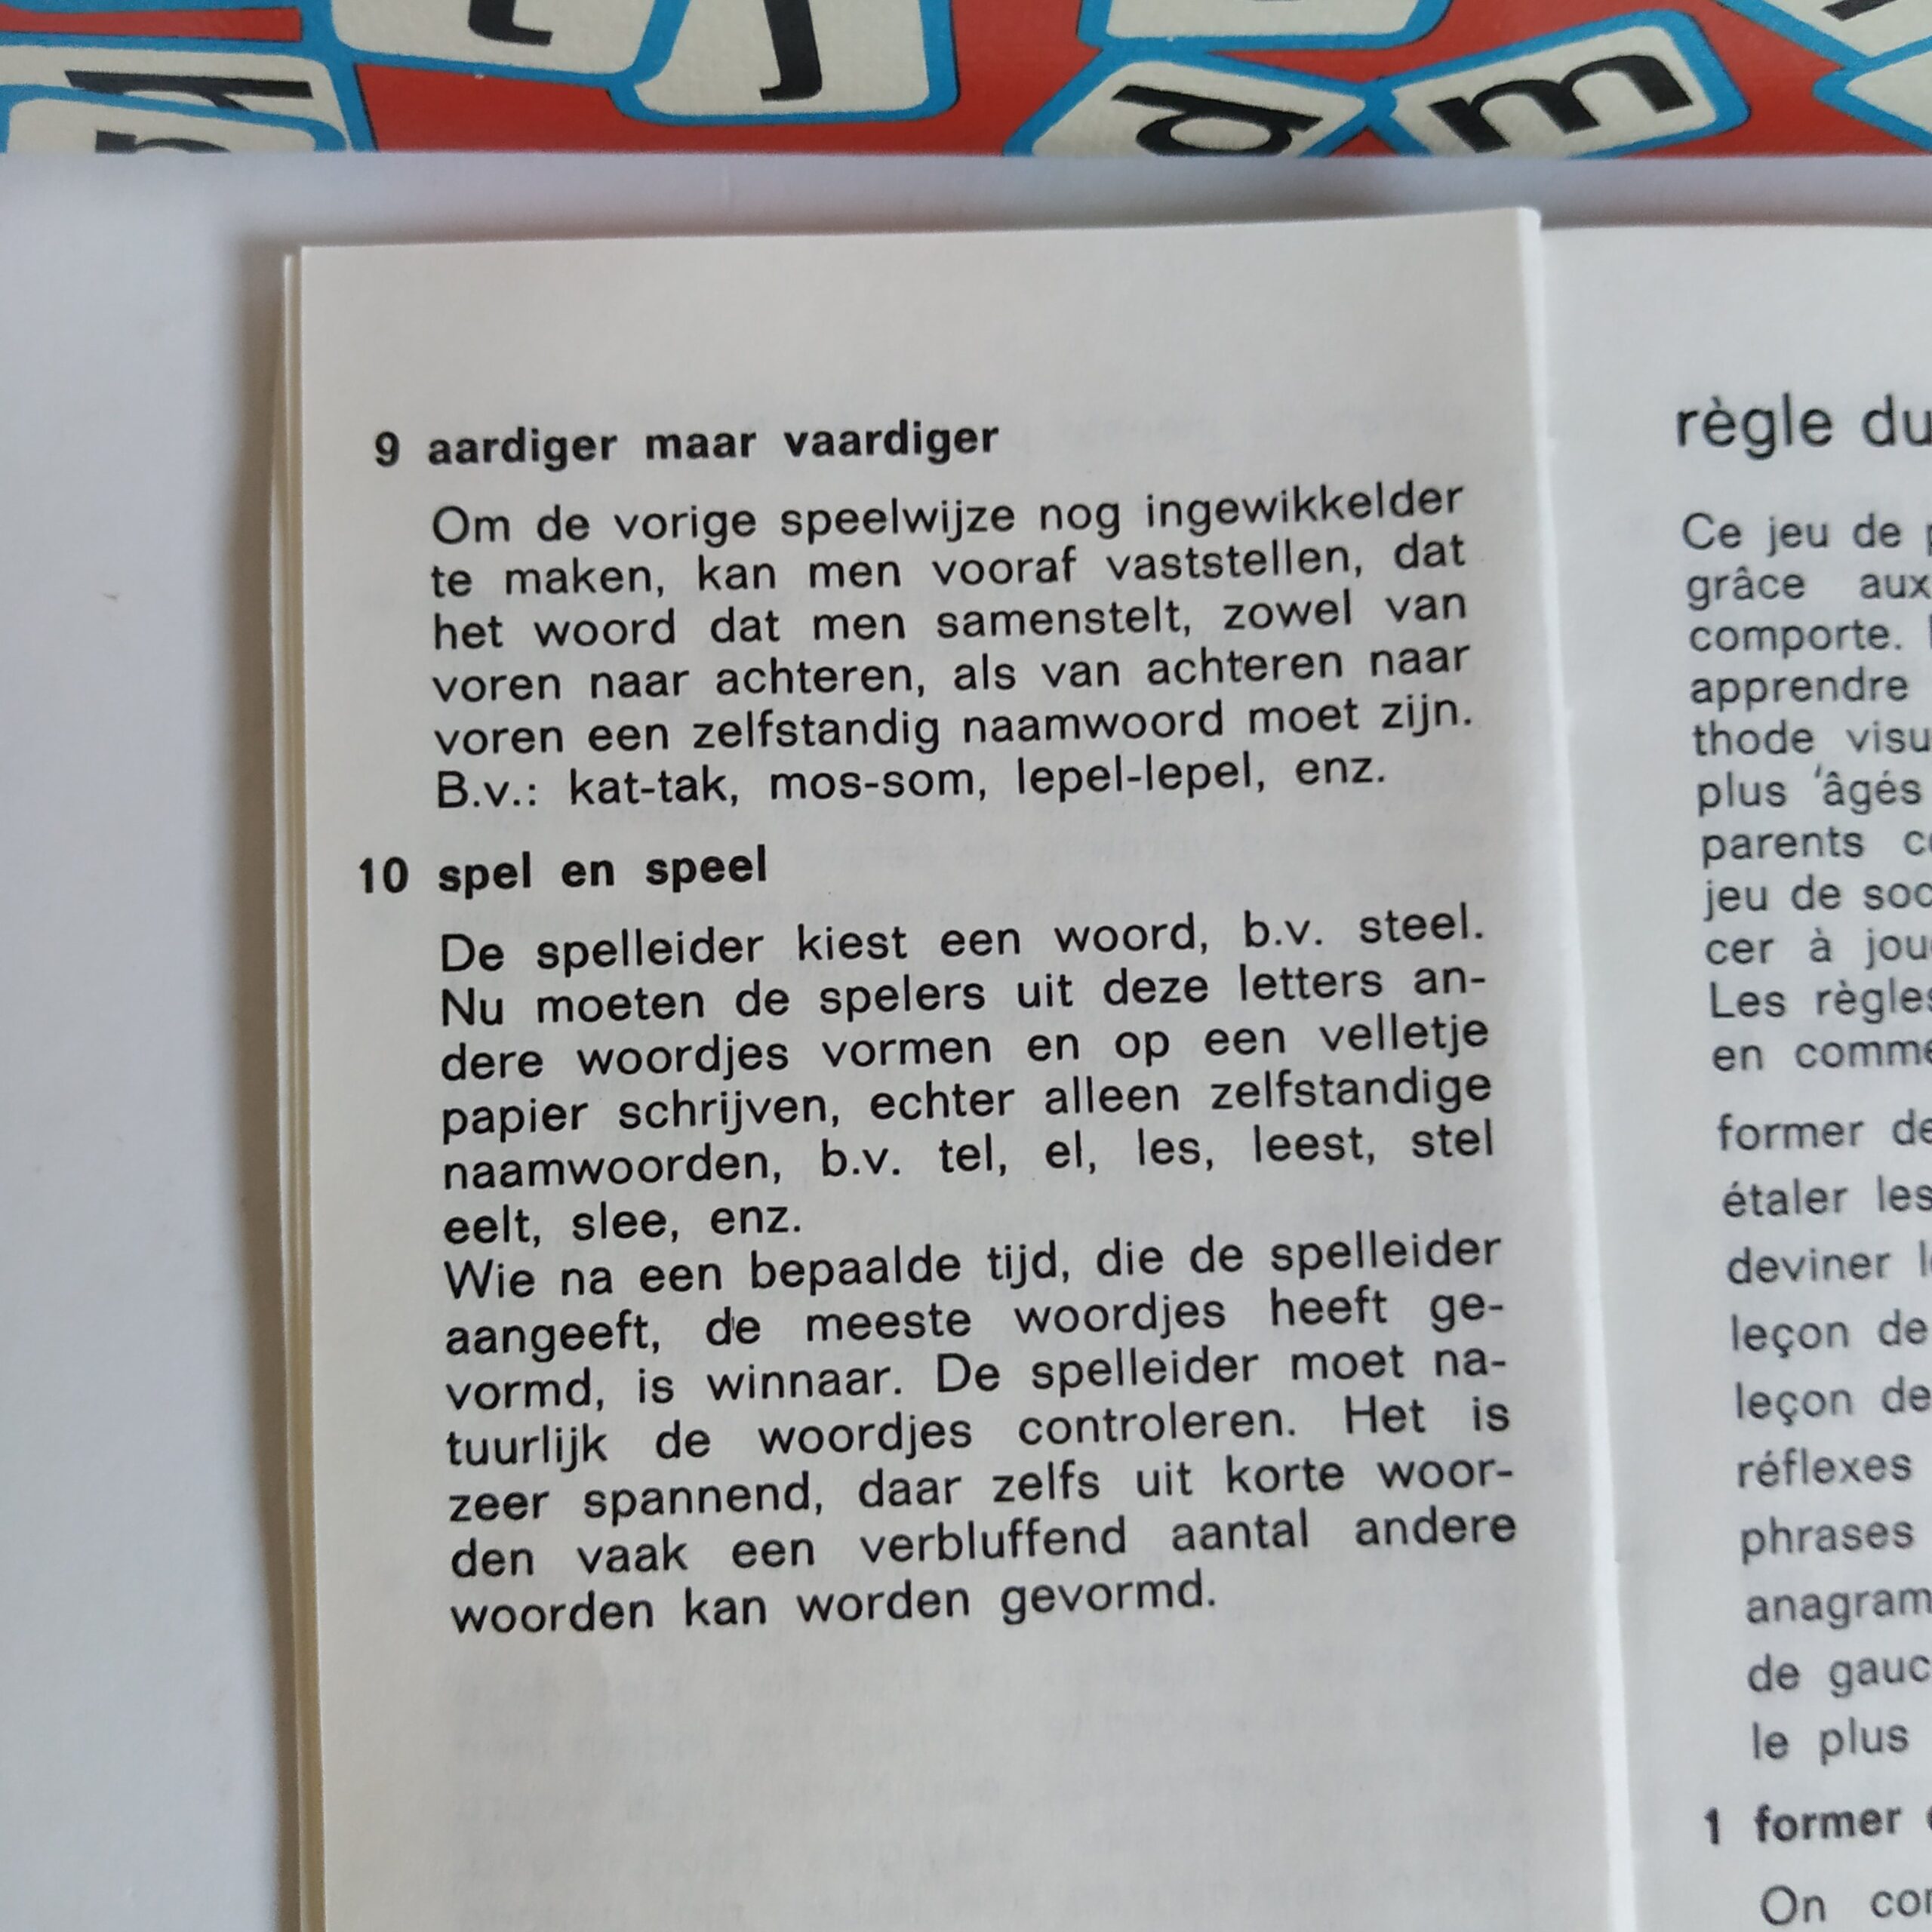 9 aardiger maar vaardiger
Om de vorige speelwijze nog ingewikkelder
te maken, kan men vooraf vaststellen, dat
het woord dat men samenstelt, zowel van
voren naar achteren, als van achteren naar
voren een zelfstandig naamwoord moet zijn.
B.v.: kat-tak, mos-som, lepel-lepel, enz.
10 spel en speel
De spelleider kiest een woord, b.v. steel.
Nu moeten de spelers uit deze letters an-
dere woordjes vormen en op een velletje
papier schrijven, echter alleen zelfstandige
naamwoorden, b.v. tel, el, les, leest, stel
eelt, slee, enz.
Wie na een bepaalde tijd, die de spelleider
aangeeft, de meeste woordjes heeft ge-
vormd, is winnaar. De spelleider moet na-
tuurlijk de woordjes controleren. Het is
zeer spannend, daar zelfs uit korte woor-
den vaak een verbluffend aantal andere
woorden kan worden gevormd.
règle du
Ce jeu de
grâce aux
comporte.
apprendre
thode visu
plus âgés
parents
jeu de soc
cer à jou
Les règles
en comme
former de
étaler les
deviner
leçon de
leçon de
réflexes
phrases
anagram
de gauc
le plus
1 former
On
j
d
m